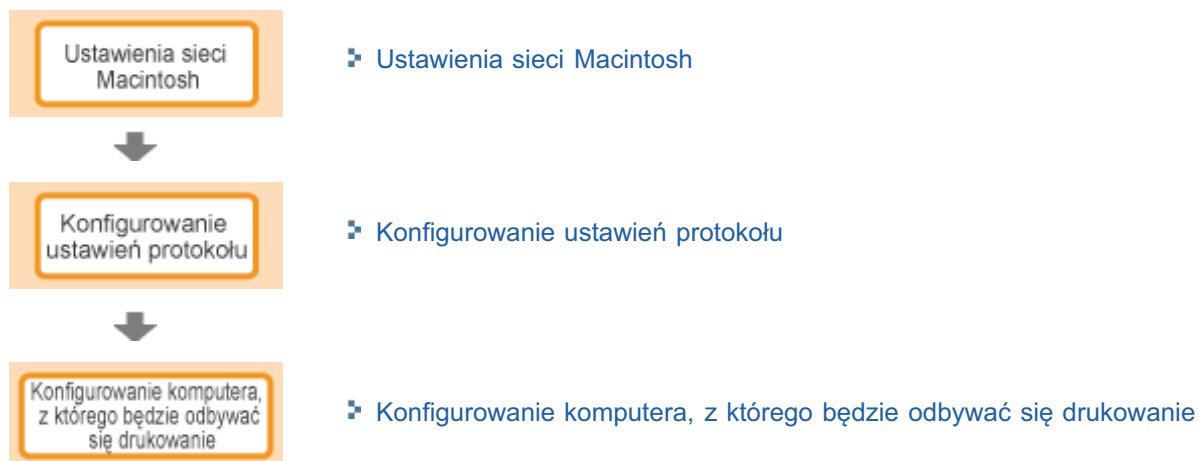 Ustawienia sieci
Macintosh
Ustawienia sieci Macintosh
Konfigurowanie
ustawień protokołu
Konfigurowanie ustawień protokołu
Konfigurowanie komputera,
z którego będzie odbywać
się drukowanie
Konfigurowanie komputera, z którego będzie odbywać się drukowanie